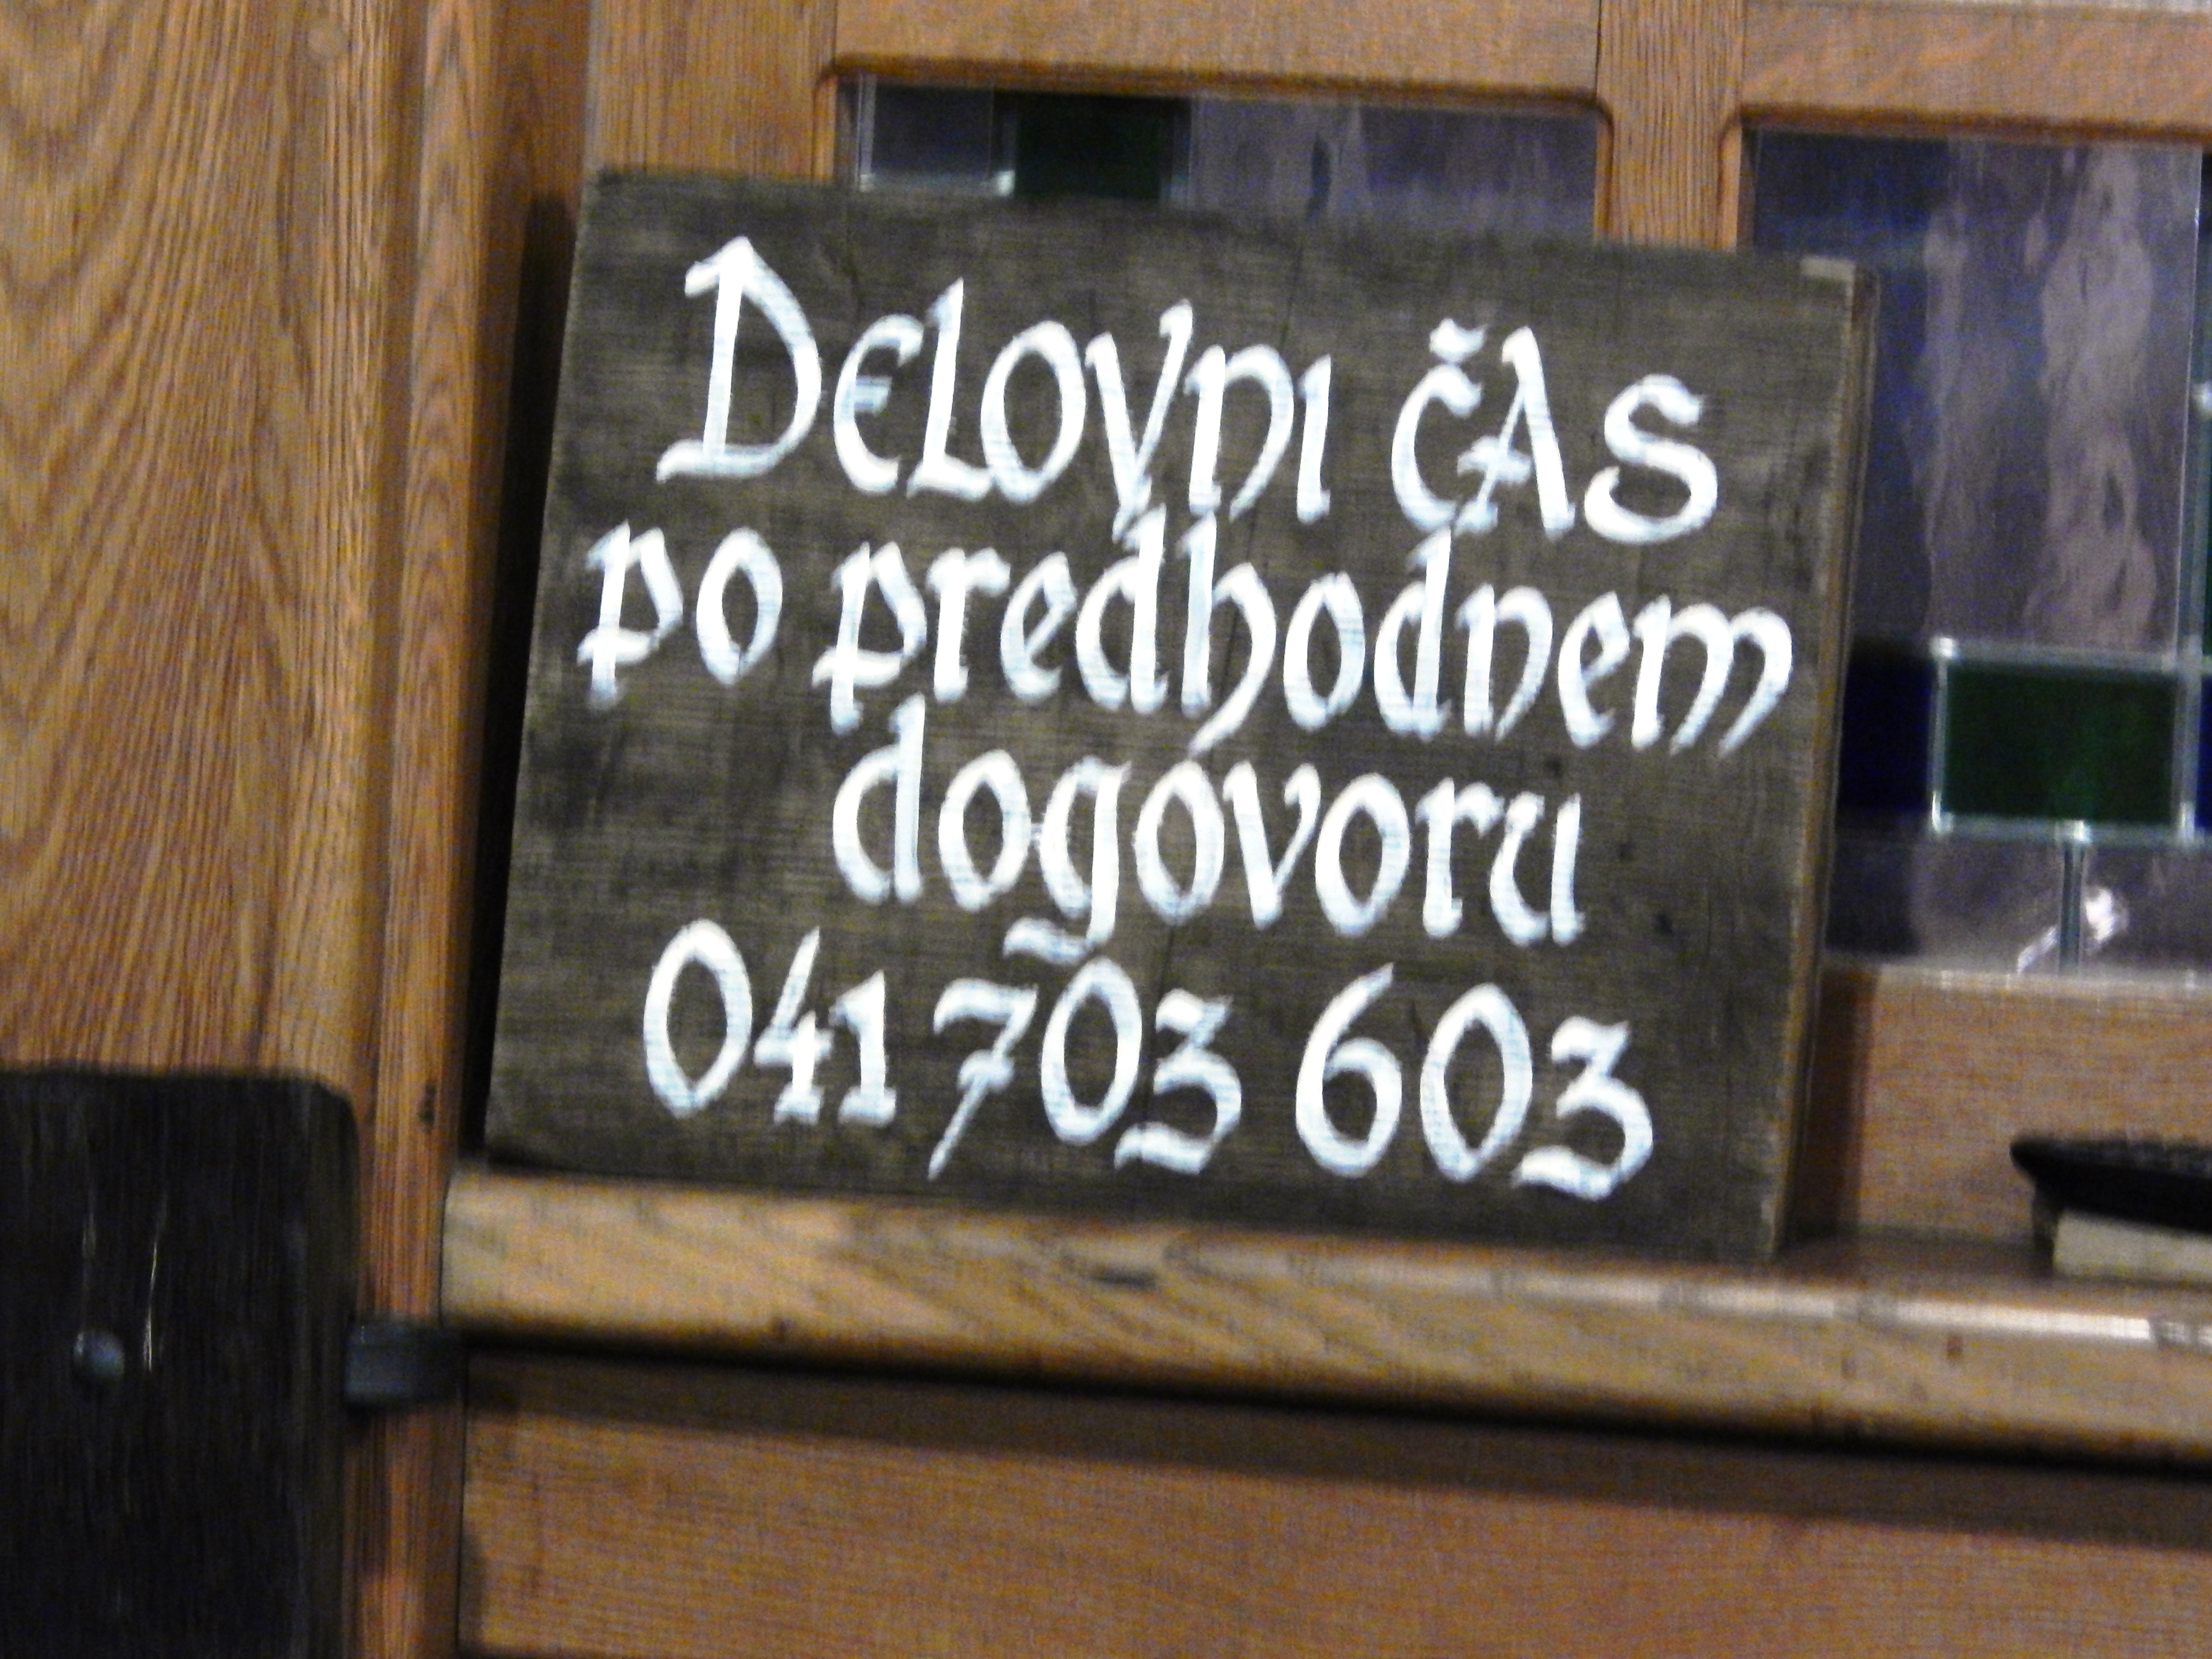 Delovni čas
po predhodnem
dogovoru
041 703 603